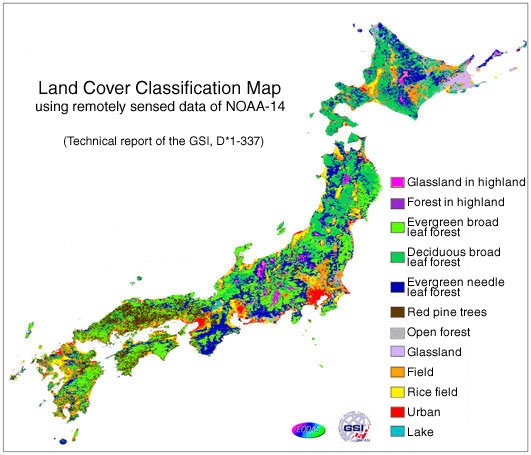 Land Cover Classification Map
using remotely sensed data of NOAA-14
(Technical report of the GSI, D*1-337)
Glassland in highland
Forest in highland
Evergreen broad
leaf forest
Deciduous broad
leaf forest
Evergreen needle
leaf forest
Red pine trees
Open forest
Glassland
Field
Rice field
Urban
Lake
GSI